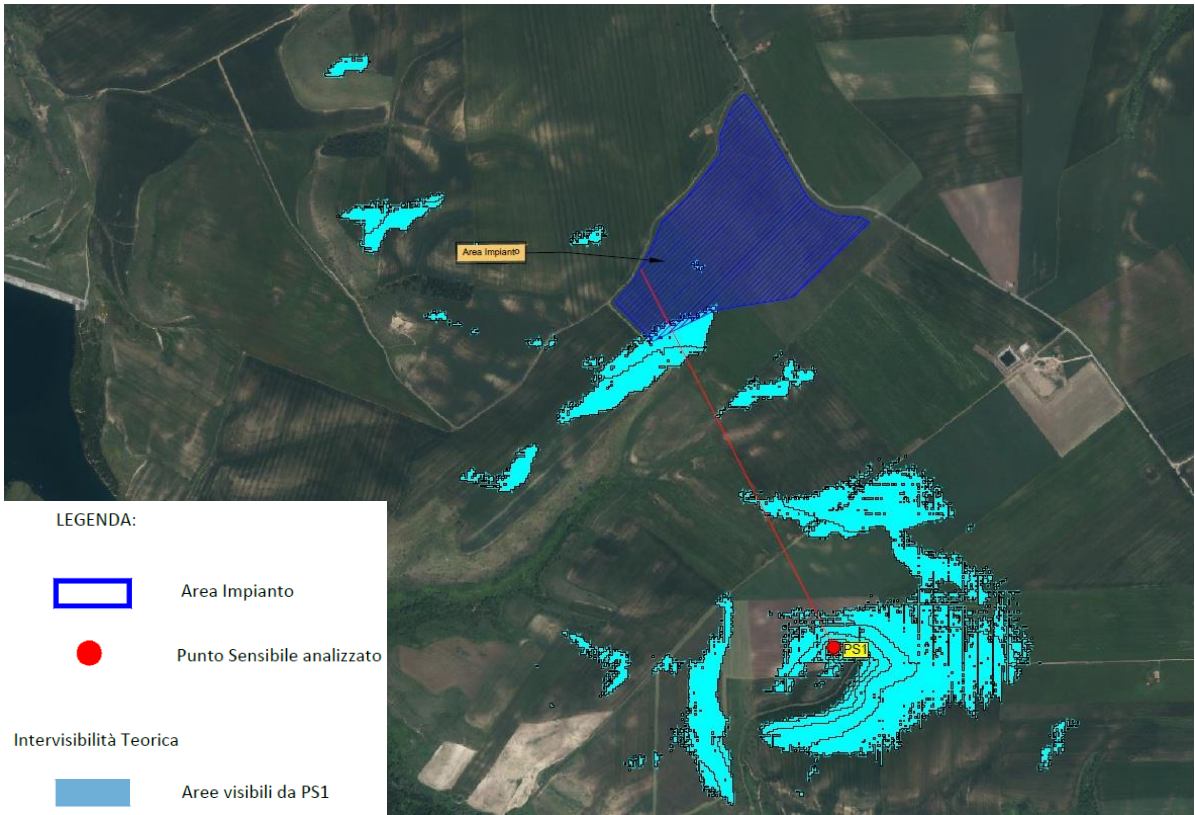 Area Impianto
PS1
LEGENDA:
Area Impianto
Punto Sensibile analizzato
Intervisibilità Teorica
Aree visibili da PS1